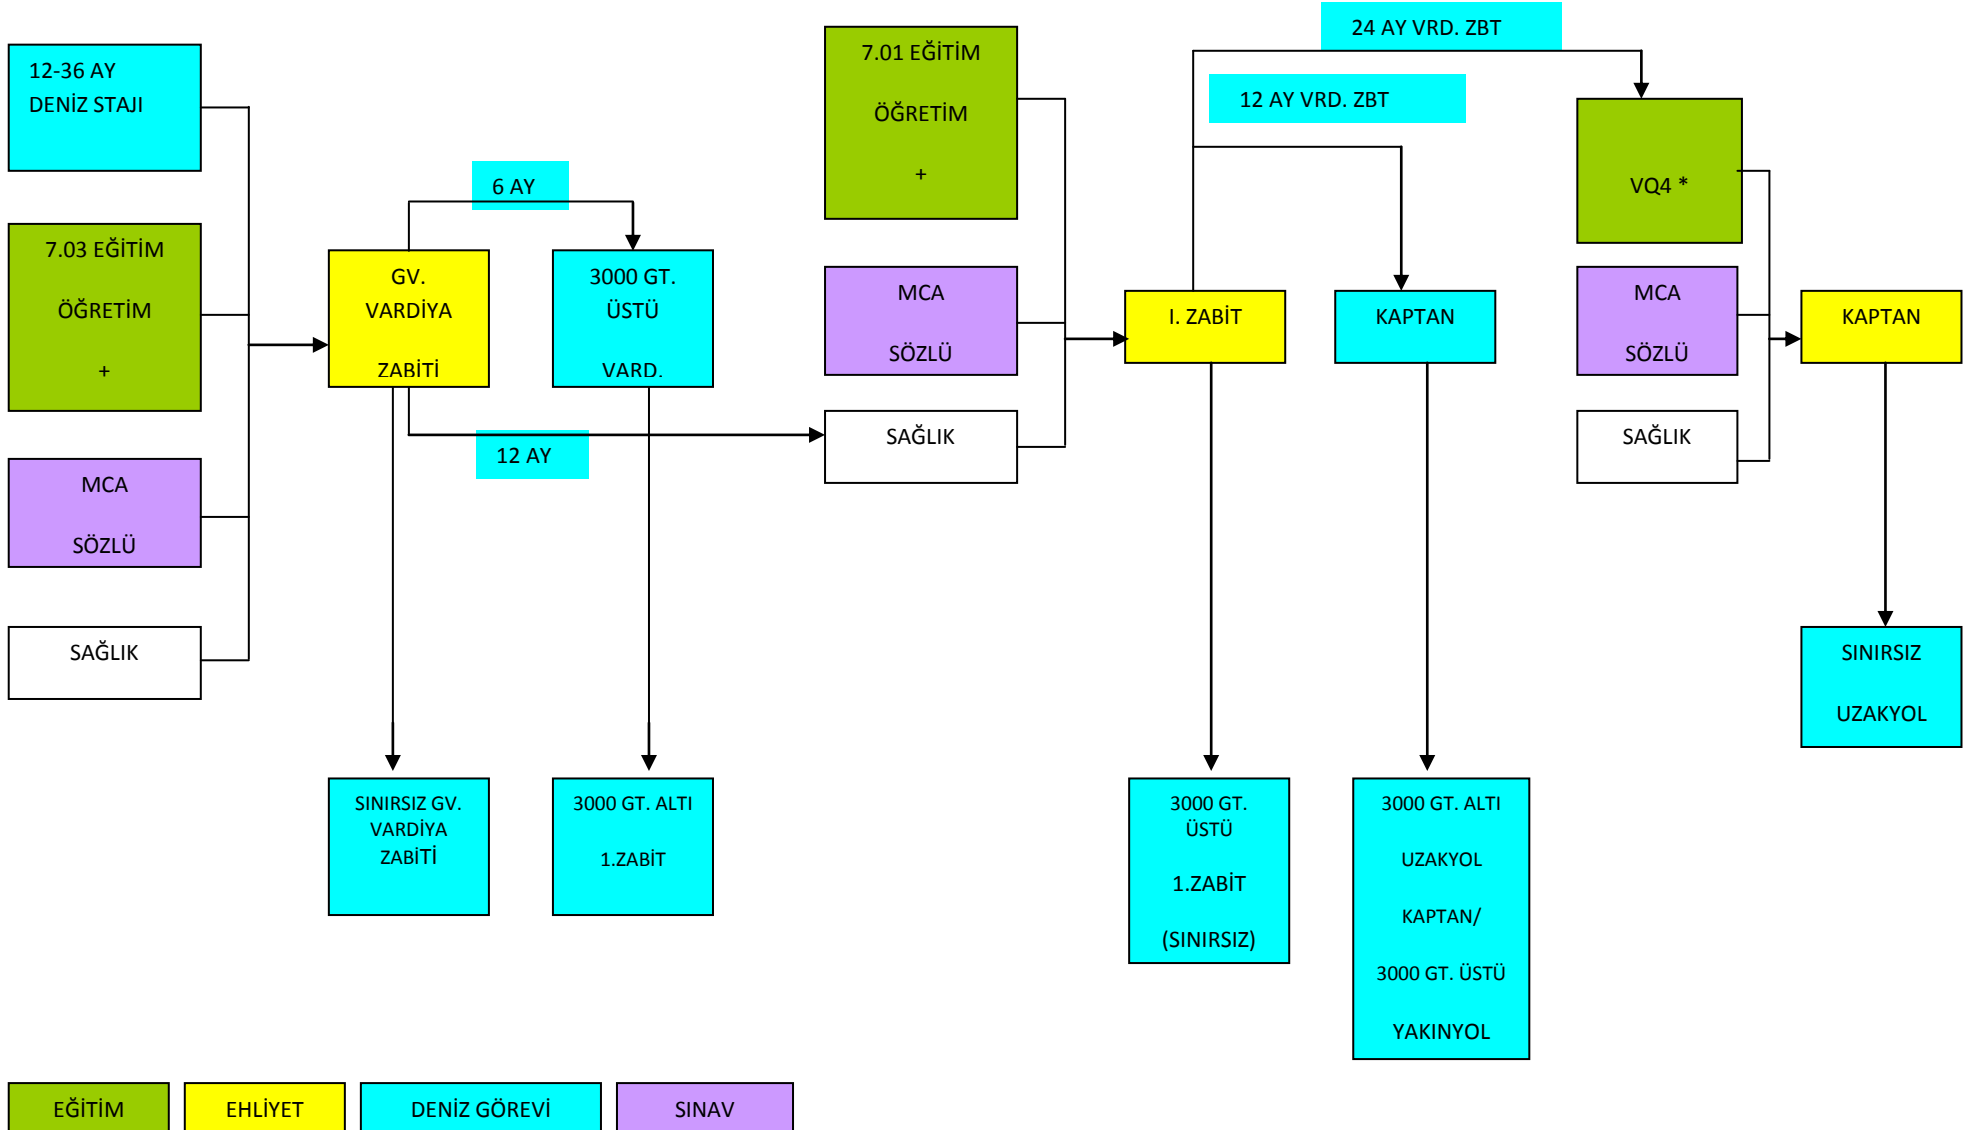 12-36 AY
DENİZ STAJI
7.03 EĞİTİM
ÖĞRETİM
+
MCA
SÖZLÜ
SAĞLIK
6 AY
GV.
VARDİYA
ZABİTİ
3000 GT.
ÜSTÜ
VARD.
12 AY
SINIRSIZ GV.
VARDİYA
ZABİTİ
3000 GT. ALTI
1.ZABİT
7.01 EĞİTİM
ÖĞRETİM
+
MCA
SÖZLÜ
SAĞLIK
24 AY VRD. ZBT
12 AY VRD. ZBT
I. ZABİT
KAPTAN
3000 GT.
ÜSTÜ
1.ZABİT
(SINIRSIZ)
3000 GT. ALTI
UZAKYOL
KAPTAN/
3000 GT. ÜSTÜ
YAKINYOL
VQ4 *
MCA
SÖZLÜ
SAĞLIK
KAPTAN
SINIRSIZ
UZAKYOL
EĞİTİM
EHLİYET
DENİZ GÖREVİ
SINAV